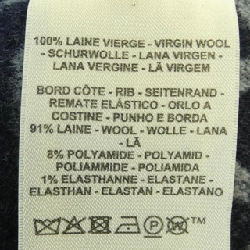 100% LAINE VIERGE - VIRGIN WOOL
- SCHURWOLLE - LANA VIRGEN -
LANA VERGINE - LÃ VIRGEM
BORD CÔTE - RIB - SEITENRAND -
REMATE ELÁSTICO - ORLO A
COSTINE - PUNHO E BORDA
91% LAINE - WOOL - WOLLE - LANA
- LÃ
8% POLYAMIDE - POLYAMID -
POLIAMMIDE - POLIAMIDA
1% ELASTHANNE - ELASTANE -
ELASTHAN - ELASTAN - ELASTANO
P